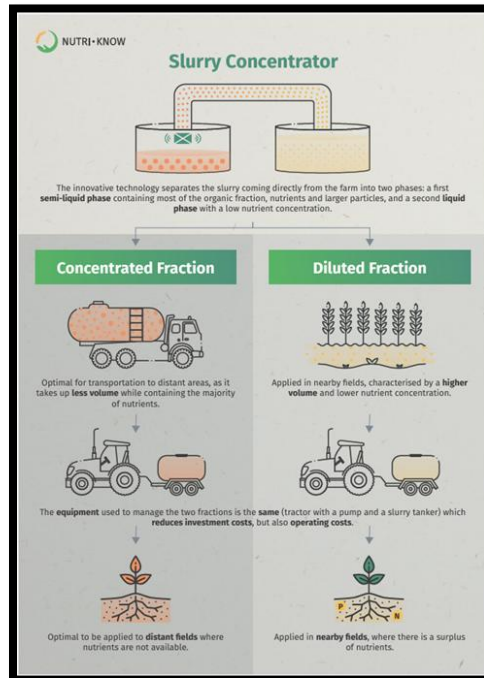 NUTRI•KNOW
Slurry Concentrator
The innovative technology separates the slurry coming directly from the farm into two phases: a first
semi-liquid phase containing most of the organic fraction, nutrients and larger particles, and a second liquid
phase with a low nutrient concentration.
Concentrated Fraction
Optimal for transportation to distant areas, as it
takes up less volume while containing the majority
of nutrients.
Diluted Fraction
Applied in nearby fields, characterised by a higher
volume and lower nutrient concentration.
The equipment used to manage the two fractions is the same (tractor with a pump and a slurry tanker) which
reduces investment costs, but also operating costs.
Optimal to be applied to distant fields where
nutrients are not available.
P
N
Applied in nearby fields, where there is a surplus
of nutrients.